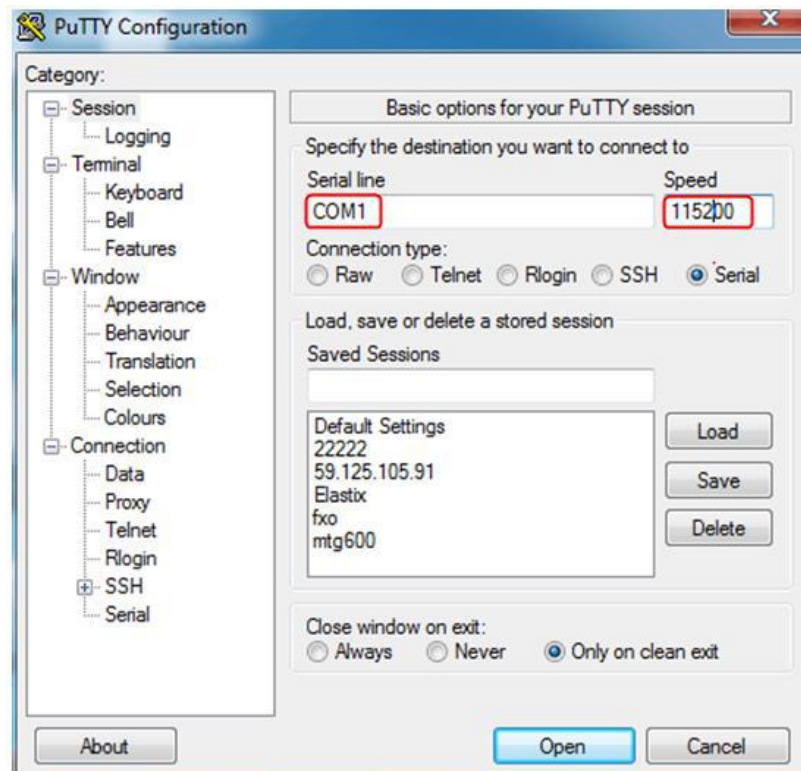 PuTTY Configuration
Category:
Session
Logging
Terminal
Keyboard
Bell
Features
Window
Appearance
Behaviour
Translation
Selection
Colours
Connection
Data
Proxy
Telnet
Rlogin
SSH
Serial
Basic options for your PuTTY session
Specify the destination you want to connect to
Serial line Speed
COM1 115200
Connection type:
Raw Telnet Rlogin SSH Serial
Load, save or delete a stored session
Saved Sessions
Default Settings
22222
59.125.105.91
Elastix
fxo
mtg600
Load
Save
Delete
Close window on exit:
Always Never Only on clean exit
About Open Cancel